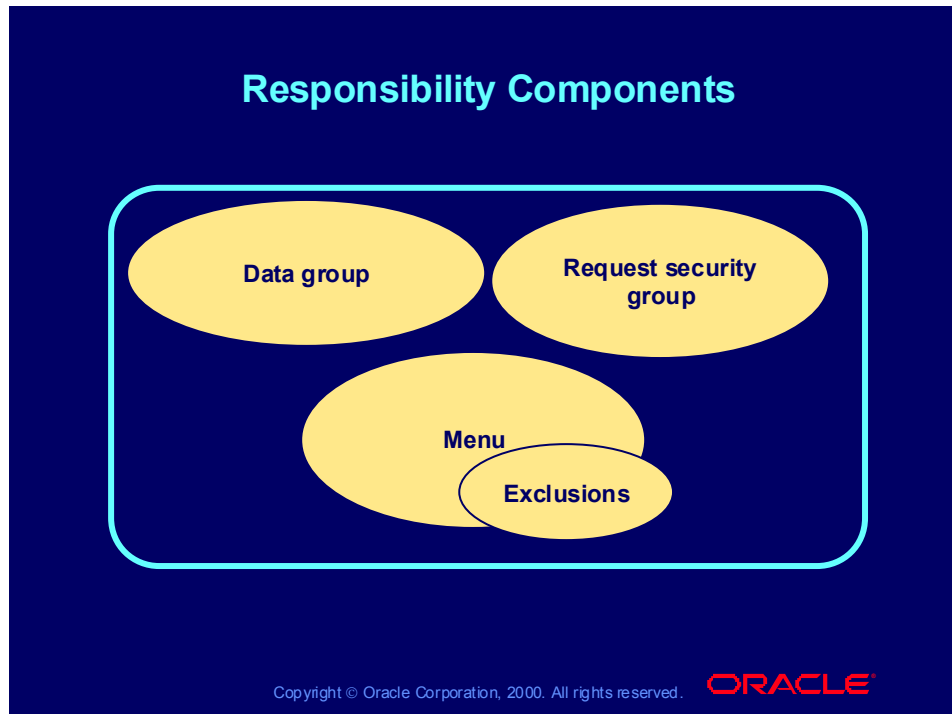 Responsibility Components
Data group
Request security
group
Menu
Exclusions
Copyright © Oracle Corporation, 2000. All rights reserved.
ORACLE®